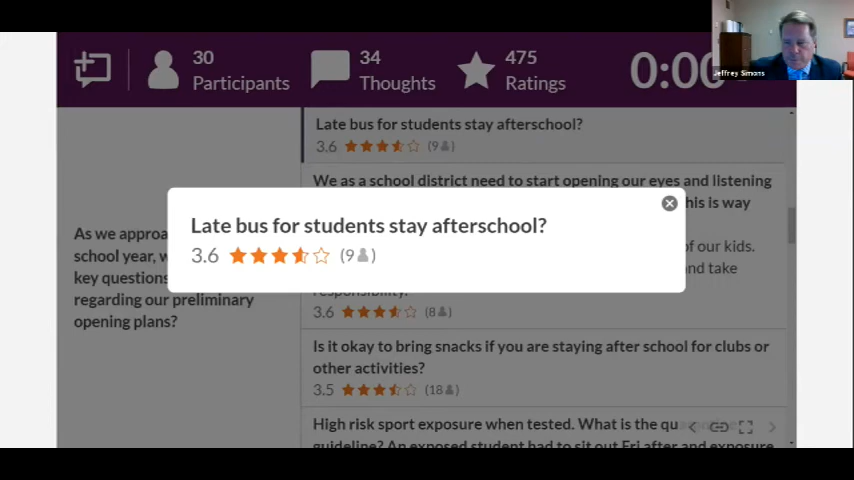 30
Participants
34
Thoughts
475
Ratings
0:00
Jeffrey Simons
Late bus for students stay afterschool?
3.6 (9)
We as a school district need to start opening our eyes and listening
his is way
of our kids.
and take
responsibility.
3.6 (8)
Late bus for students stay afterschool?
3.6 (9)
As we approa
school year, w
key questions
regarding our preliminary
opening plans?
Is it okay to bring snacks if you are staying after school for clubs or
other activities?
3.5 (18)
High risk sport exposure when tested. What is the qu
guideline? An exposed student had to sit out Fri after and exposure